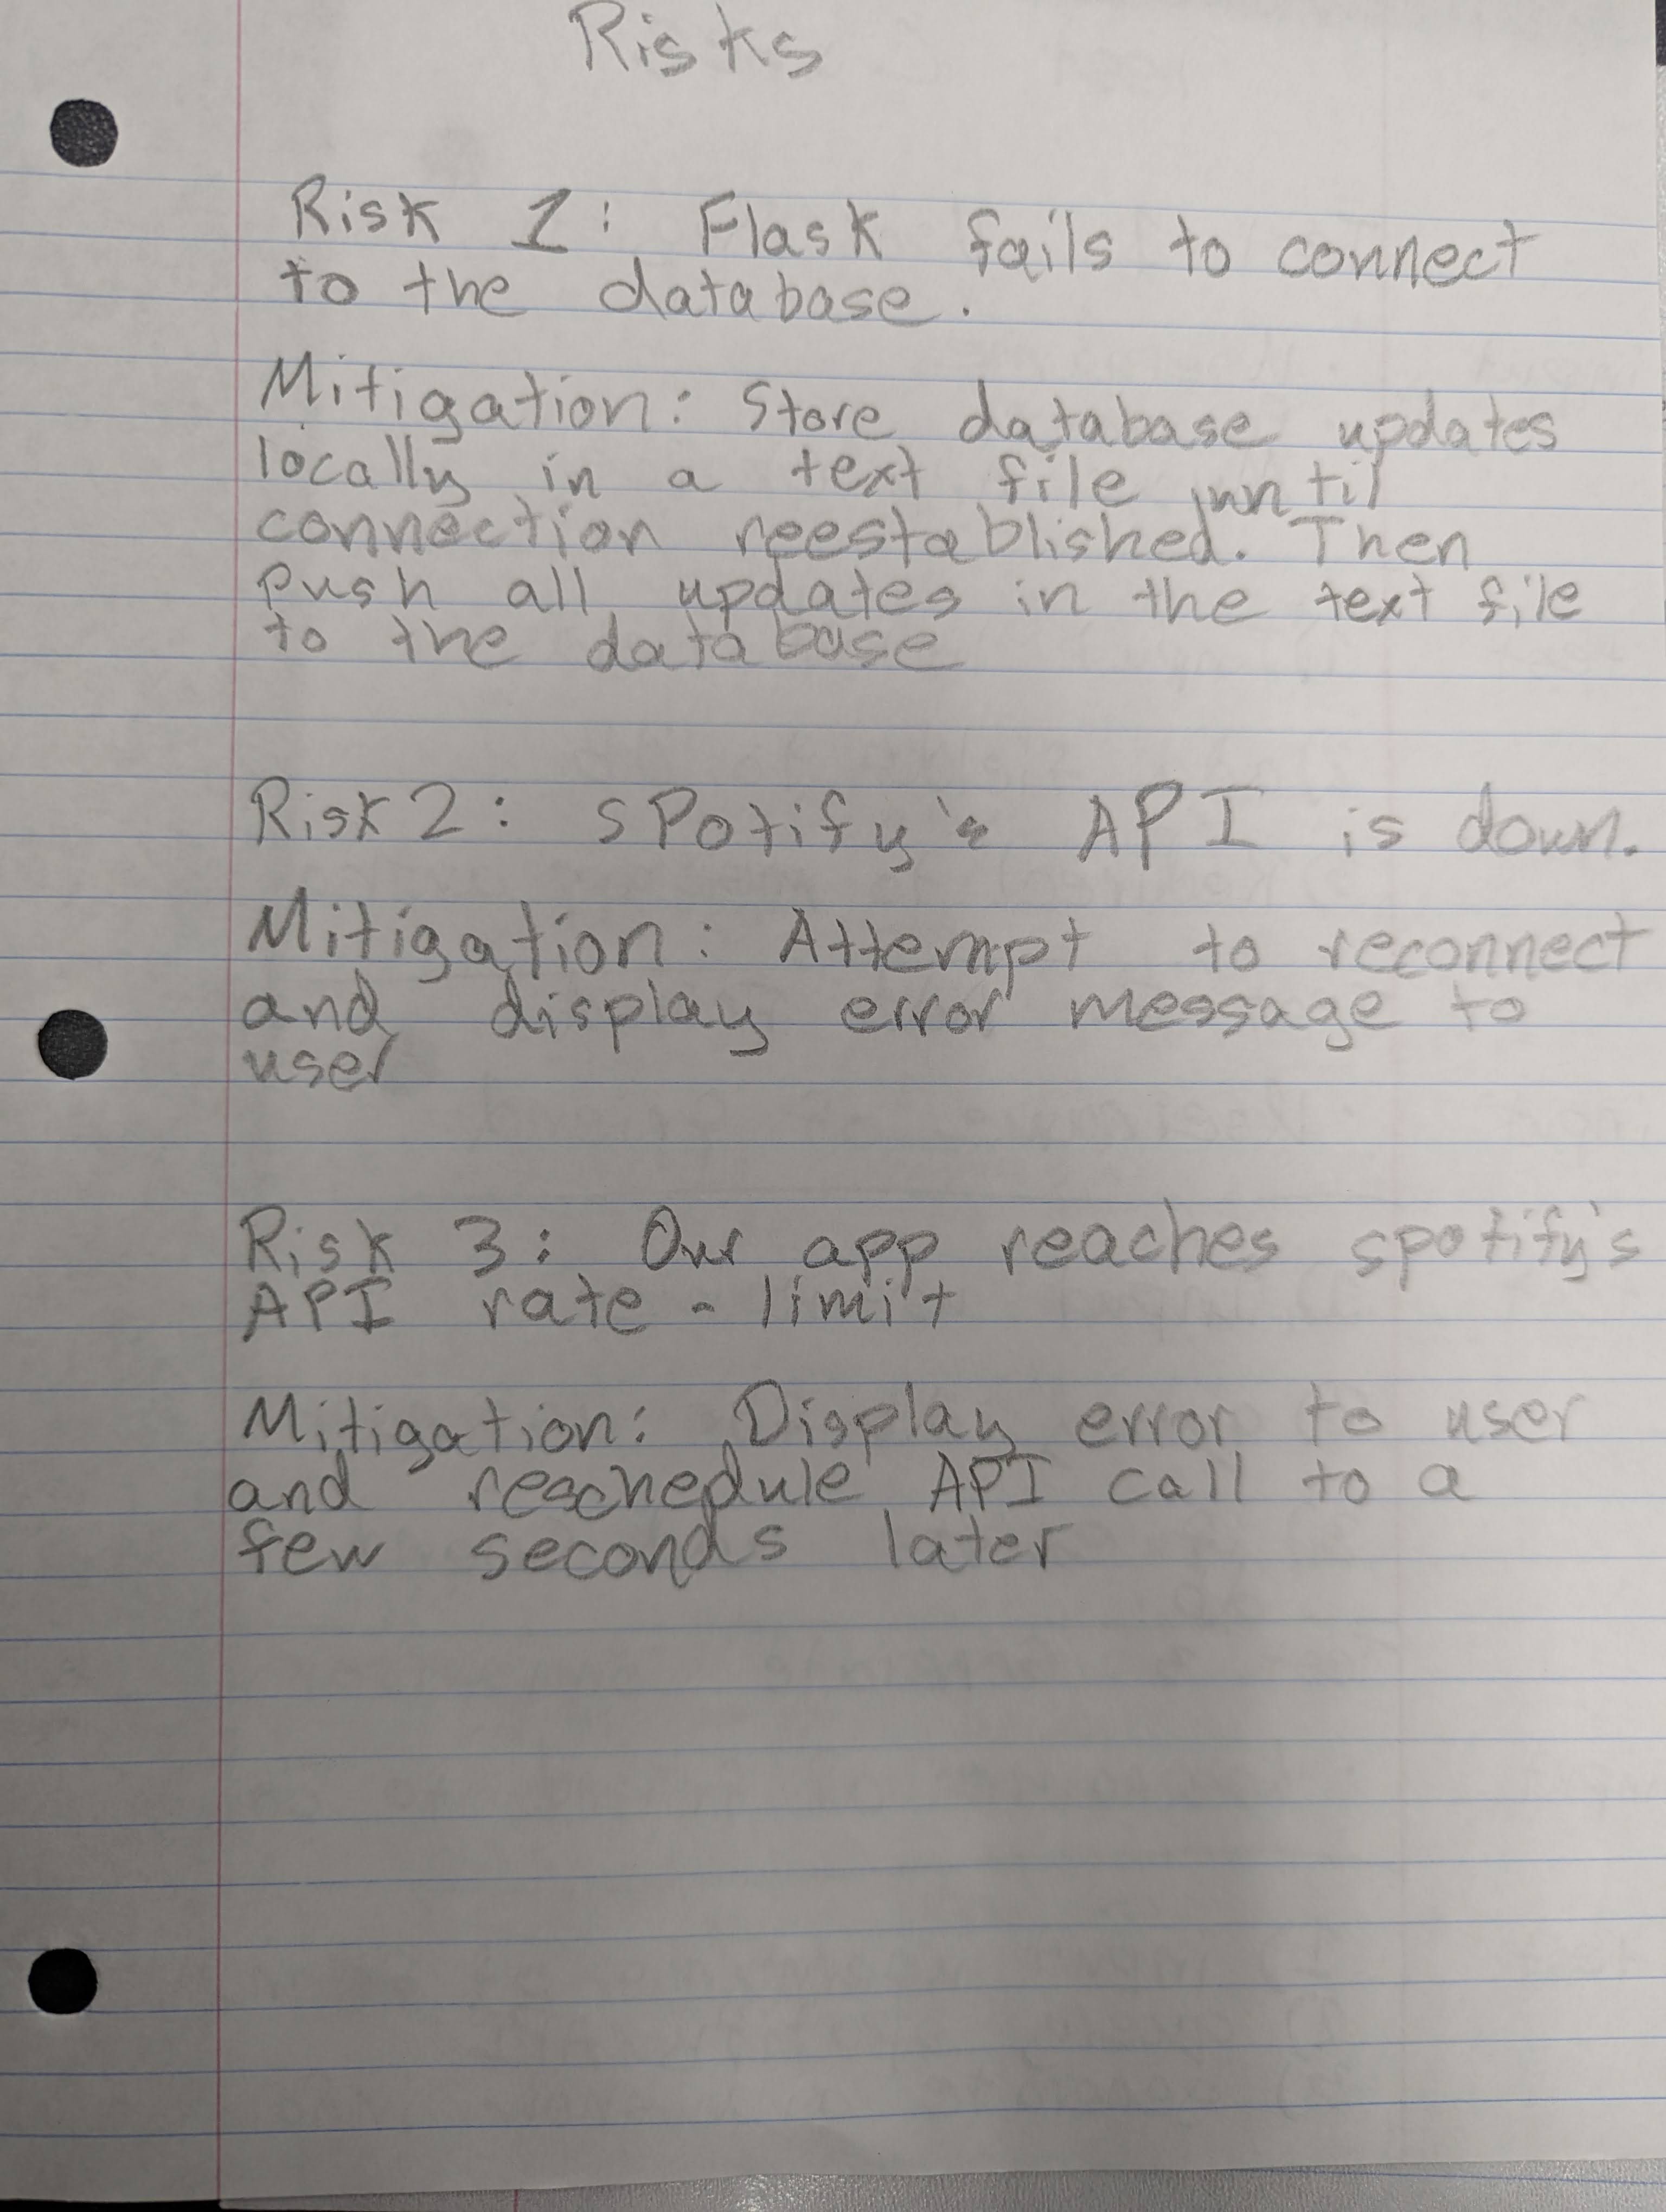 Risks
Risk 1: Flask fails to connect
to the database.
Mitigation: Store database updates
locally in a text file until
connection reestablished. Then
push all updates in the text file
to the database
Risk 2: SPotify's API is down.
Mitigation: Attempt to reconnect
and display error message to
user
Risk 3: Our app reaches spotify's
API rate-limit
Mitigation: Display error to user
and reschedule API call to a
few seconds later